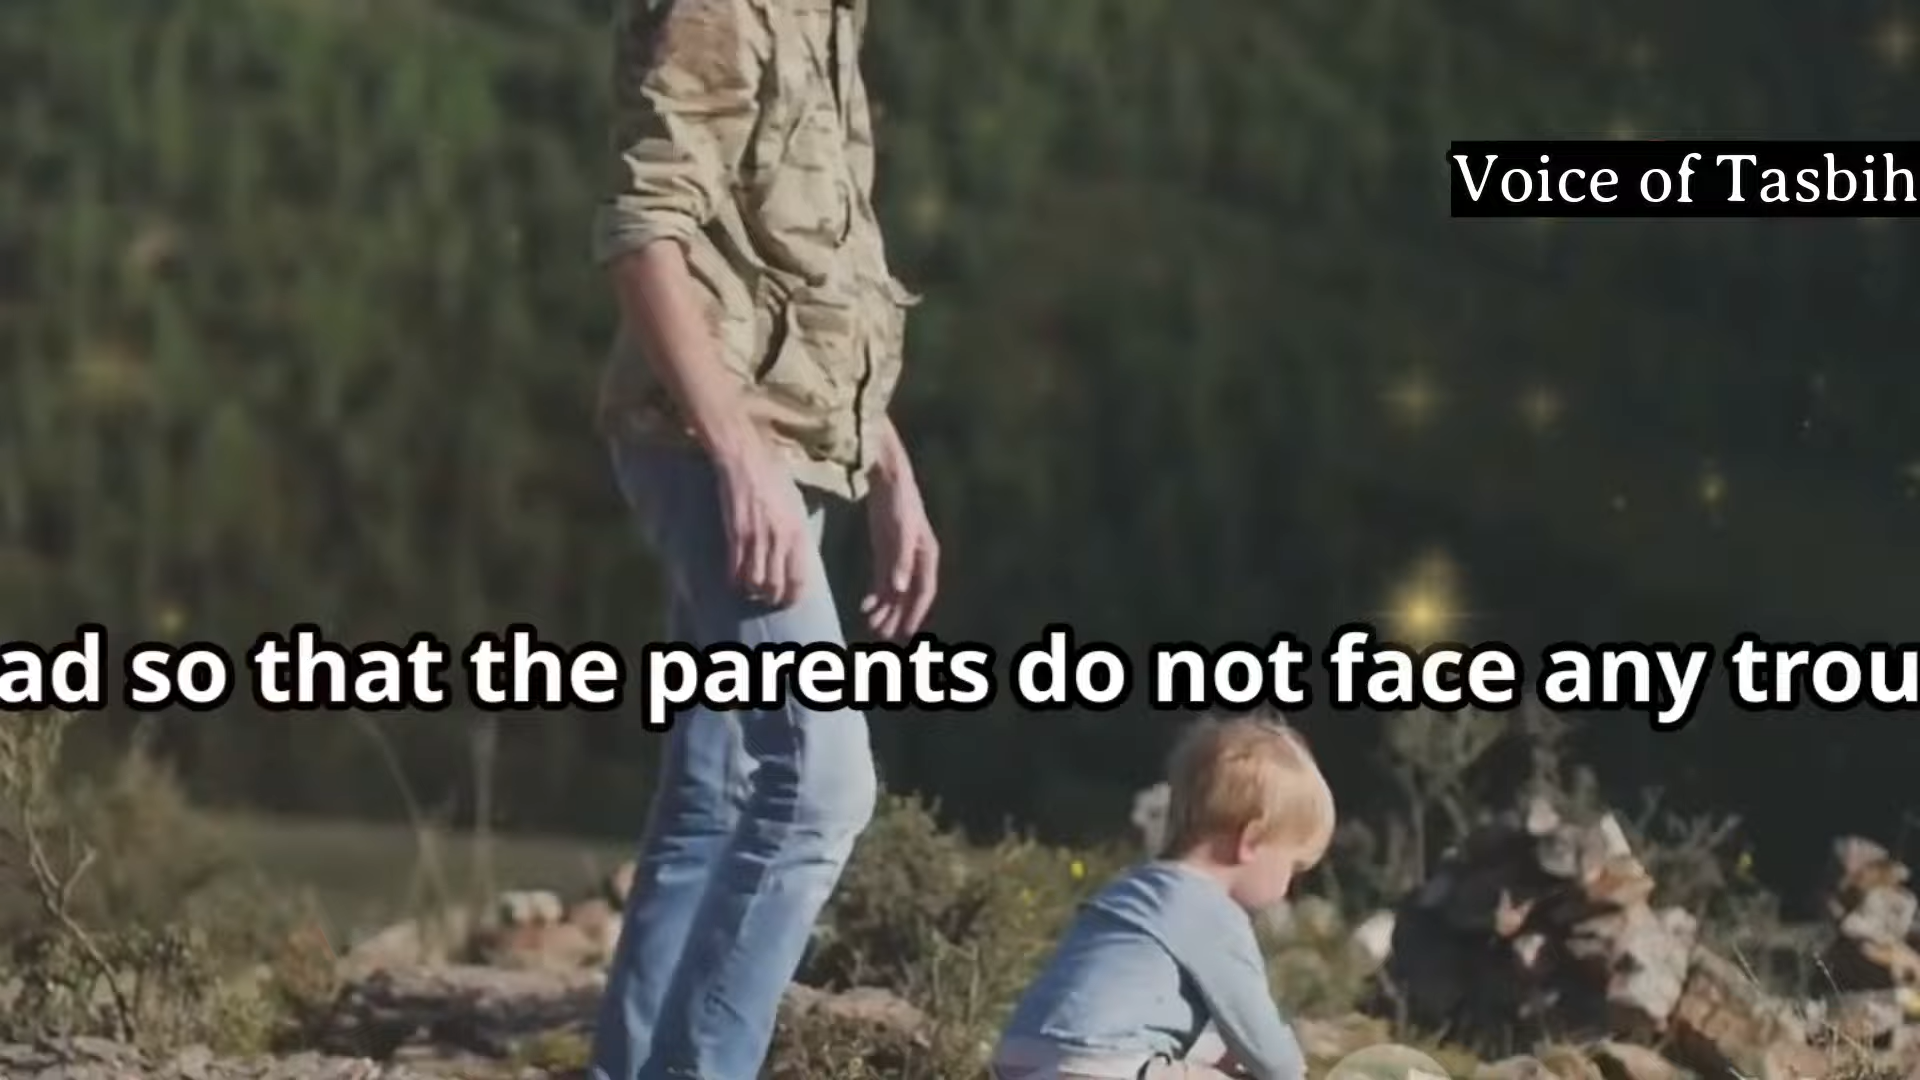 Voice of Tasbih
ad so that the parents do not face any trou